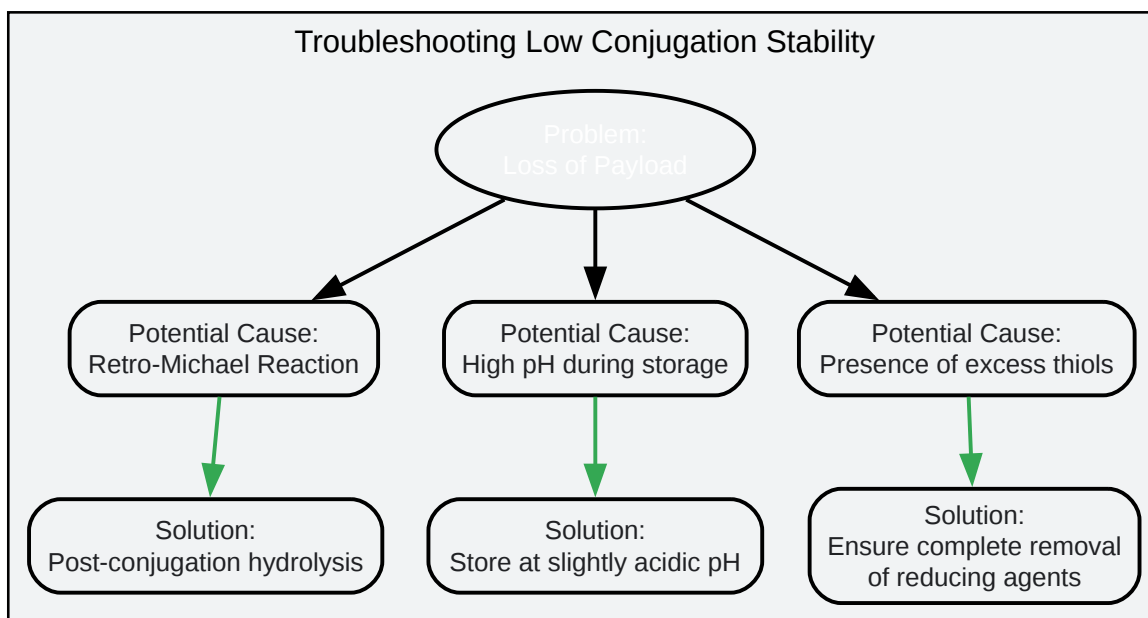 Troubleshooting Low Conjugation Stability
Problem:
Loss of Payload
Potential Cause:
Retro-Michael Reaction
Potential Cause:
High pH during storage
Potential Cause:
Presence of excess thiols
Solution:
Post-conjugation hydrolysis
Solution:
Store at slightly acidic pH
Solution:
Ensure complete removal
of reducing agents